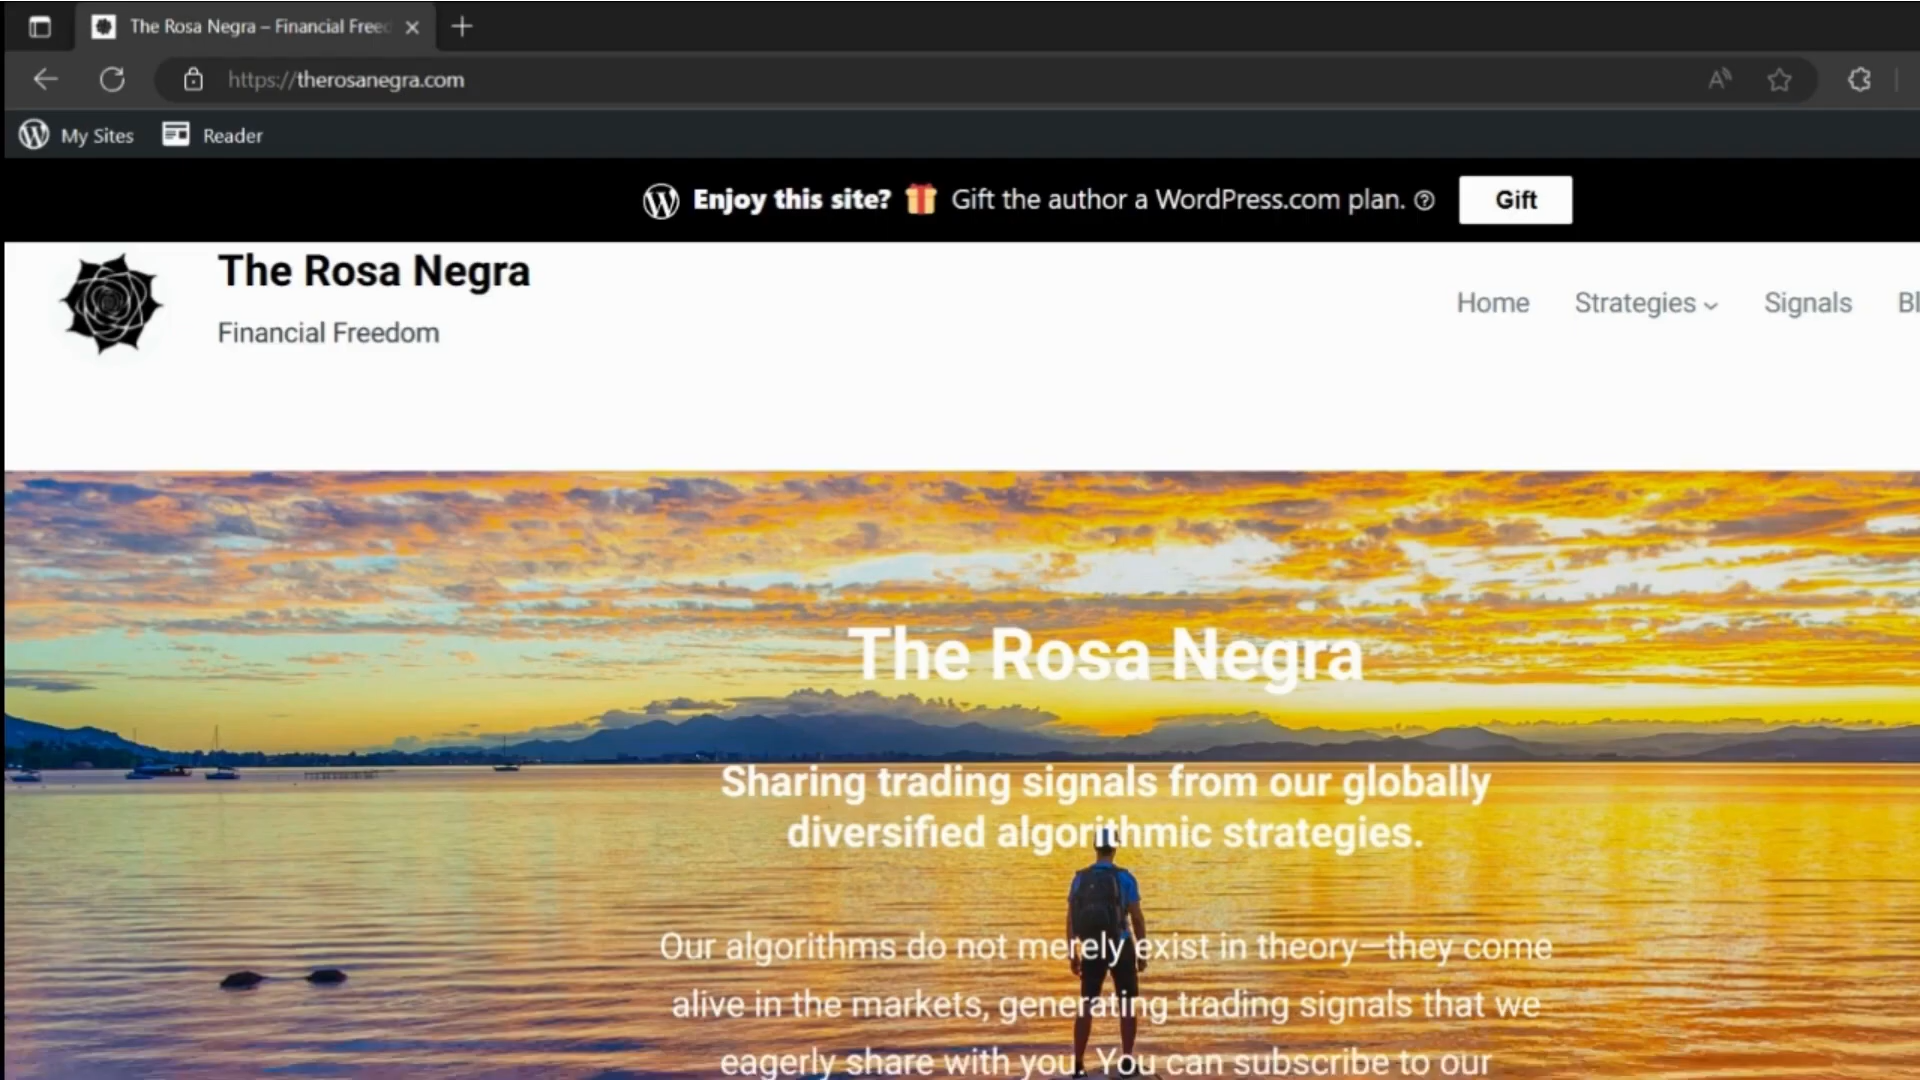 The Rosa Negra – Financial Freed
https://therosanegra.com
My Sites
Reader
Enjoy this site? Gift the author a WordPress.com plan.
Gift
The Rosa Negra
Financial Freedom
Home
Strategies
Signals
Bl
The Rosa Negra
Sharing trading signals from our globally
diversified algorithmic strategies.
Our algorithms do not merely exist in theory—they come
alive in the markets, generating trading signals that we
eagerly share with you. You can subscribe to our